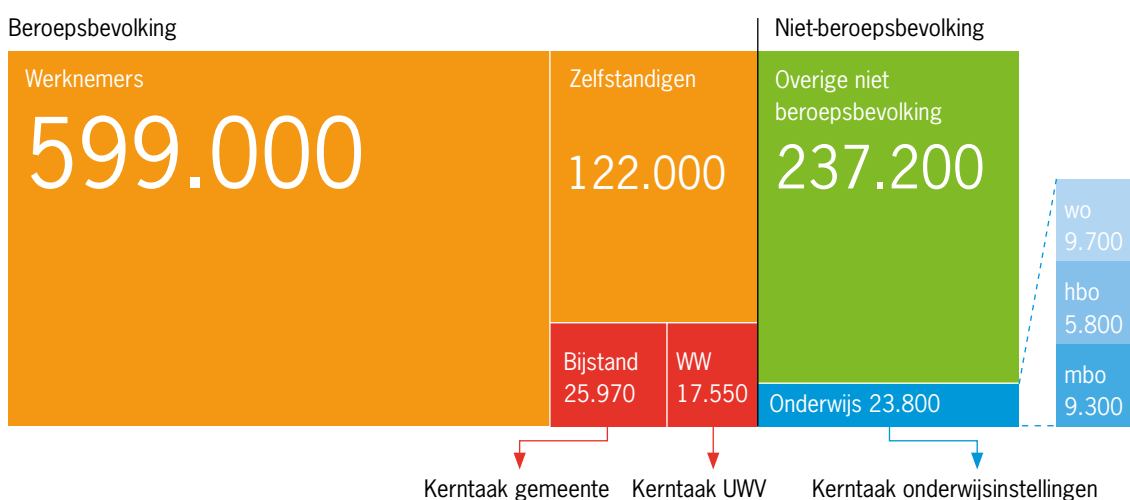 Beroepsbevolking
Niet-beroepsbevolking
Werknemers
599.000
Zelfstandigen
122.000
Overige niet
beroepsbevolking
237.200
Bijstand
25.970
WW
17.550
Onderwijs 23.800
wo
9.700
hbo
5.800
mbo
9.300
Kerntaak gemeente
Kerntaak UWV
Kerntaak onderwijsinstellingen